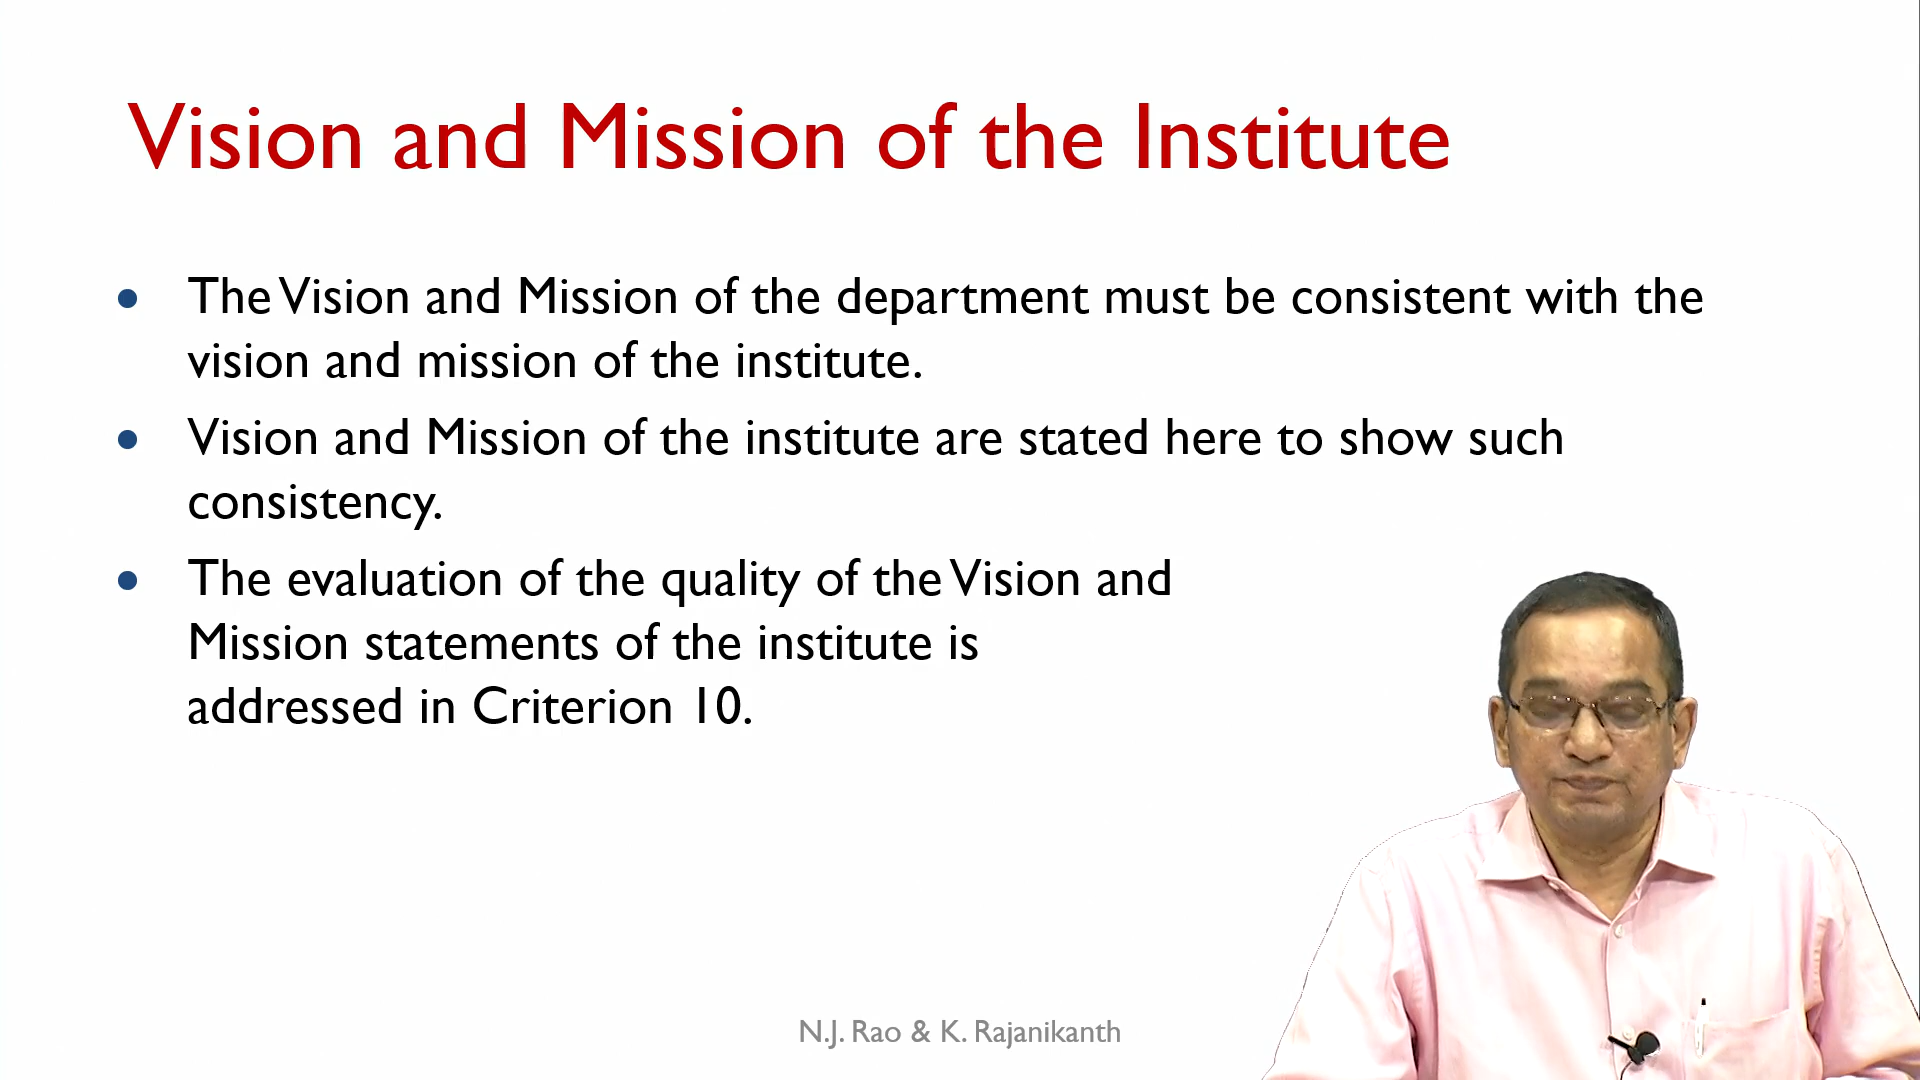 Vision and Mission of the Institute
• The Vision and Mission of the department must be consistent with the
vision and mission of the institute.
• Vision and Mission of the institute are stated here to show such
consistency.
• The evaluation of the quality of the Vision and
Mission statements of the institute is
addressed in Criterion 10.
N.J. Rao & K. Rajanikanth